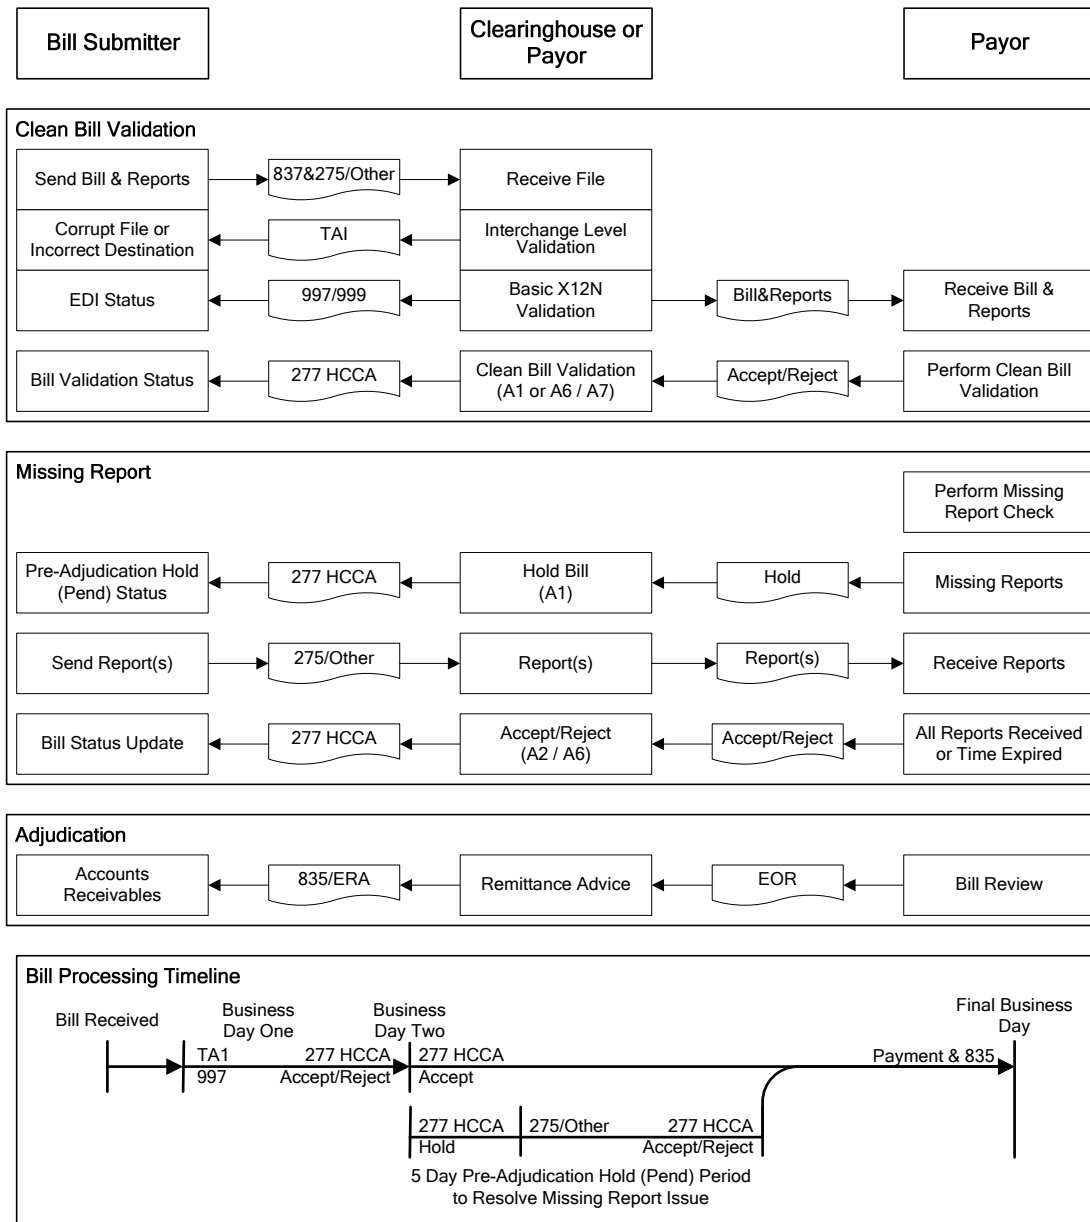 Bill Submitter
Clearinghouse or
Payor
Payor
Clean Bill Validation
Send Bill & Reports
837&275/Other
Receive File
Corrupt File or
Incorrect Destination
TAI
Interchange Level
Validation
EDI Status
997/999
Basic X12N
Validation
Bill&Reports
Receive Bill &
Reports
Bill Validation Status
277 HCCA
Clean Bill Validation
(A1 or A6 / A7)
Accept/Reject
Perform Clean Bill
Validation
Missing Report
Perform Missing
Report Check
Pre-Adjudication Hold
(Pend) Status
277 HCCA
Hold Bill
(A1)
Hold
Missing Reports
Send Report(s)
275/Other
Report(s)
Report(s)
Receive Reports
Bill Status Update
277 HCCA
Accept/Reject
(A2 / A6)
Accept/Reject
All Reports Received
or Time Expired
Adjudication
Accounts
Receivables
835/ERA
Remittance Advice
EOR
Bill Review
Bill Processing Timeline
Bill Received
Business
Day One
Business
Day Two
Final Business
Day
TA1
997
277 HCCA
Accept/Reject
277 HCCA
Accept
Payment & 835
277 HCCA
Hold
275/Other
277 HCCA
Accept/Reject
5 Day Pre-Adjudication Hold (Pend) Period
to Resolve Missing Report Issue